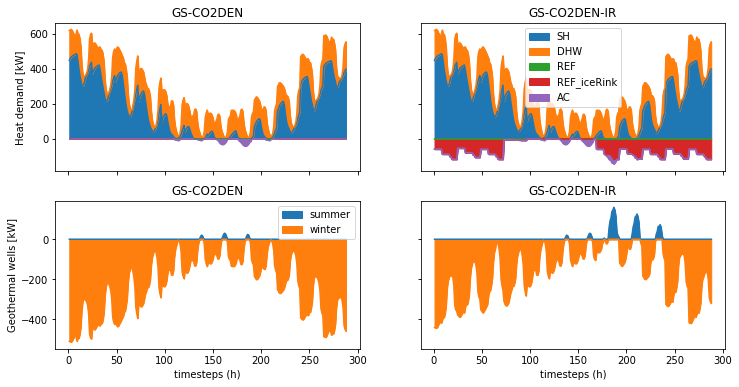 GS-CO2DEN
GS-CO2DEN-IR
Heat demand [kW]
600
400
200
0
SH
DHW
REF
REF_iceRink
AC
GS-CO2DEN
GS-CO2DEN-IR
Geothermal wells [kW]
0
−200
−400
summer
winter
0 50 100 150 200 250 300
0 50 100 150 200 250 300
timesteps (h)
timesteps (h)